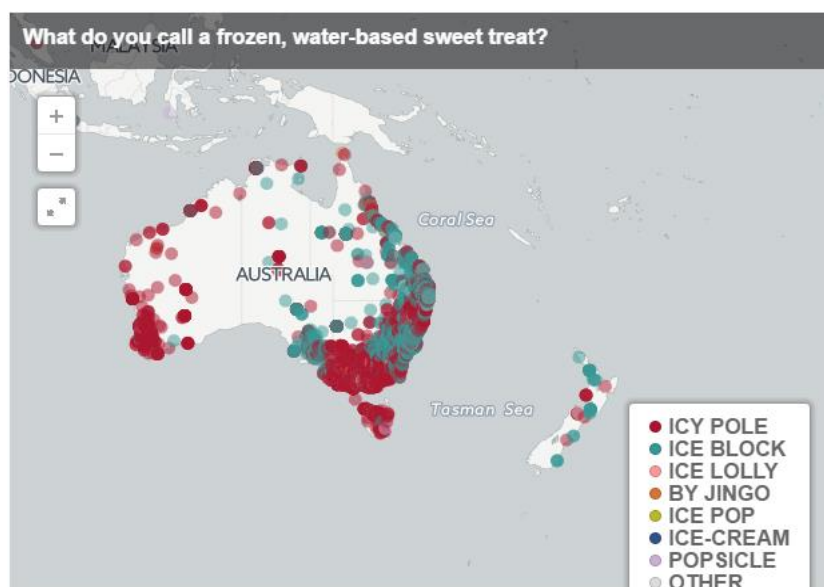 What do you call a frozen, water-based sweet treat?
MALAYSIA
DONESIA
+
−
Coral Sea
AUSTRALIA
Tasman Sea
ICY POLE
ICE BLOCK
ICE LOLLY
BY JINGO
ICE POP
ICE-CREAM
POPSICLE
OTHER